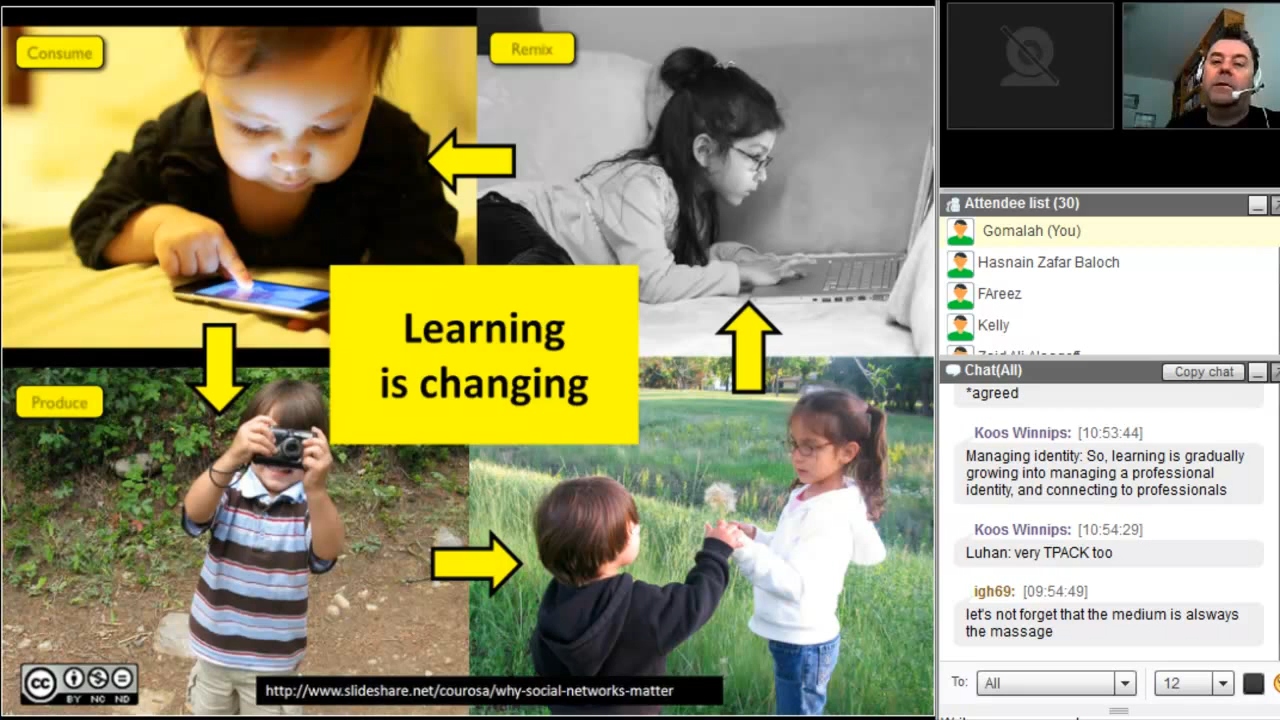 Consume
Remix
Learning
is changing
Produce
cc
BY NC ND
http://www.slideshare.net/courosa/why-social-networks-matter
Attendee list (30)
Gomalah (You)
Hasnain Zafar Baloch
FAreez
Kelly
Chat(All)
Copy chat
*agreed
Koos Winnips: [10:53:44]
Managing identity: So, learning is gradually
growing into managing a professional
identity, and connecting to professionals
Koos Winnips: [10:54:29]
Luhan: very TPACK too
igh69: [09:54:49]
let's not forget that the medium is alsways
the massage
To:
All
12